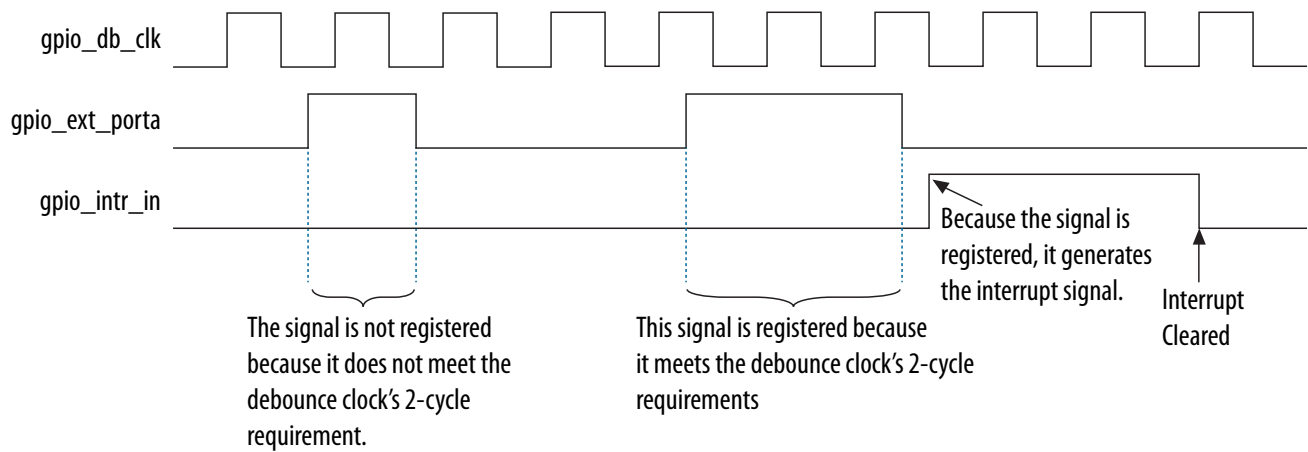 gpio_db_clk
gpio_ext_porta
gpio_intr_in
Because the signal is
registered, it generates
the interrupt signal.
Interrupt
Cleared
The signal is not registered
because it does not meet the
debounce clock’s 2-cycle
requirement.
This signal is registered because
it meets the debounce clock’s 2-cycle
requirements